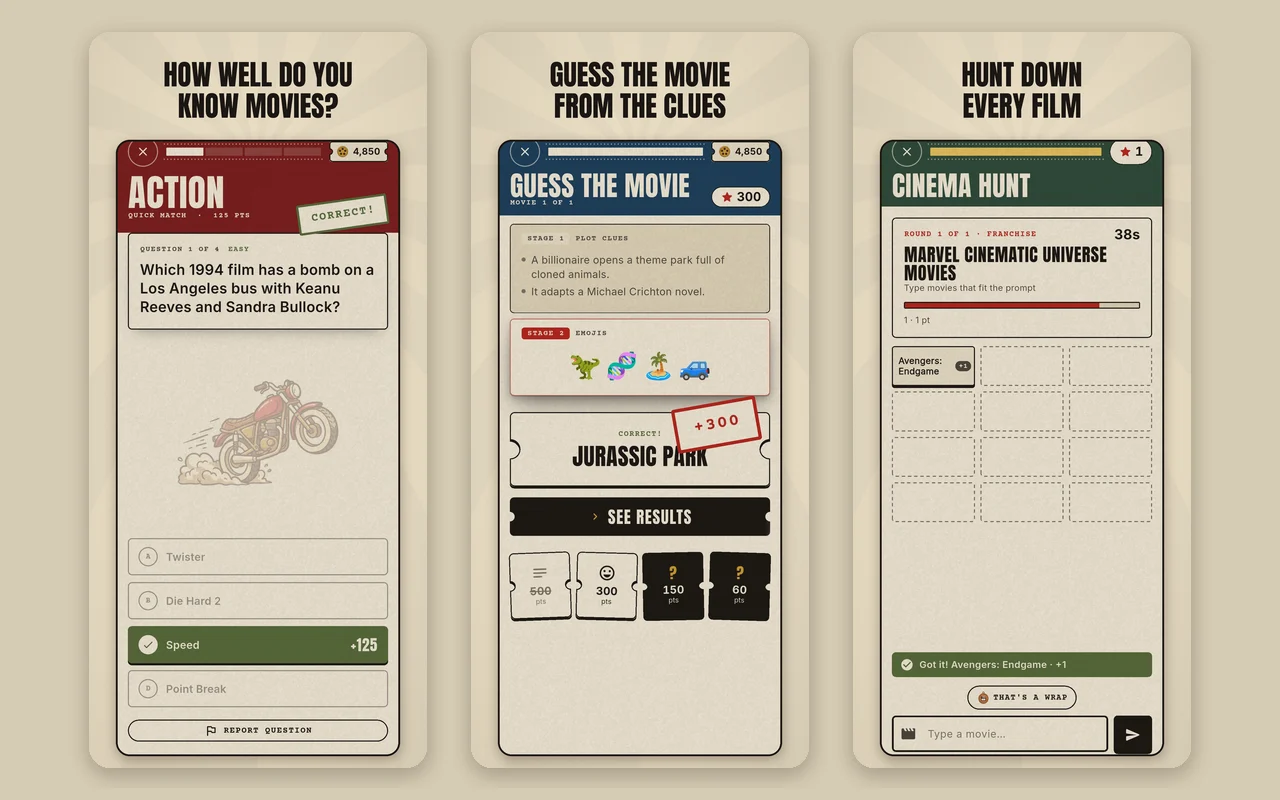 HOW WELL DO YOU
KNOW MOVIES?
4,850
ACTION
QUICK MATCH · 125 PTS
CORRECT!
QUESTION 1 OF 4 EASY
Which 1994 film has a bomb on a
Los Angeles bus with Keanu
Reeves and Sandra Bullock?
A Twister
B Die Hard 2
Speed +125
D Point Break
REPORT QUESTION
GUESS THE MOVIE
FROM THE CLUES
4,850
GUESS THE MOVIE
MOVIE 1 OF 1
300
STAGE 1 PLOT CLUES
• A billionaire opens a theme park full of
cloned animals.
• It adapts a Michael Crichton novel.
STAGE 2 EMOJIS
+300
CORRECT!
JURASSIC PARK
› SEE RESULTS
500
pts
300
pts
?
150
pts
?
60
pts
HUNT DOWN
EVERY FILM
1
CINEMA HUNT
ROUND 1 OF 1 · FRANCHISE
38s
MARVEL CINEMATIC UNIVERSE
MOVIES
Type movies that fit the prompt
1 · 1 pt
Avengers:
Endgame
+1
Got it! Avengers: Endgame · +1
THAT'S A WRAP
Type a movie...